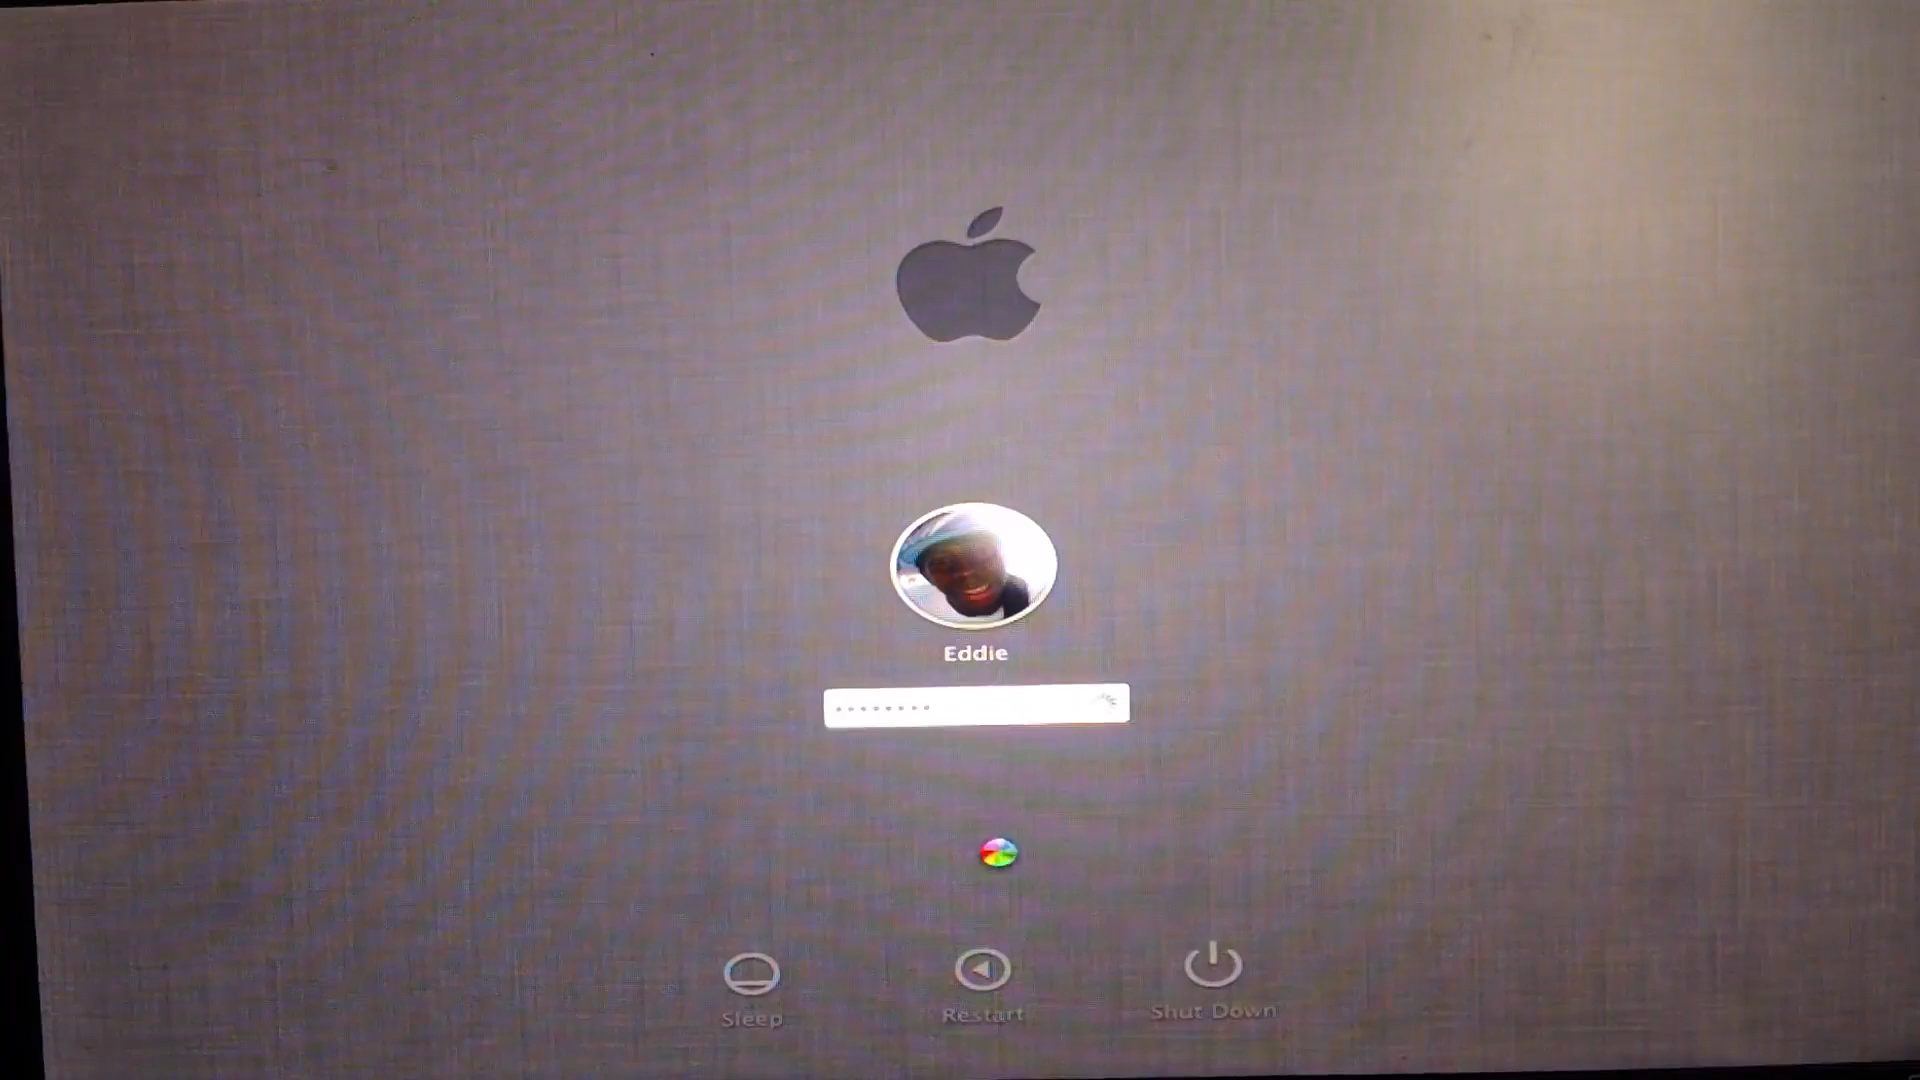 Eddie
••••••••
Sleep
Restart
Shut Down